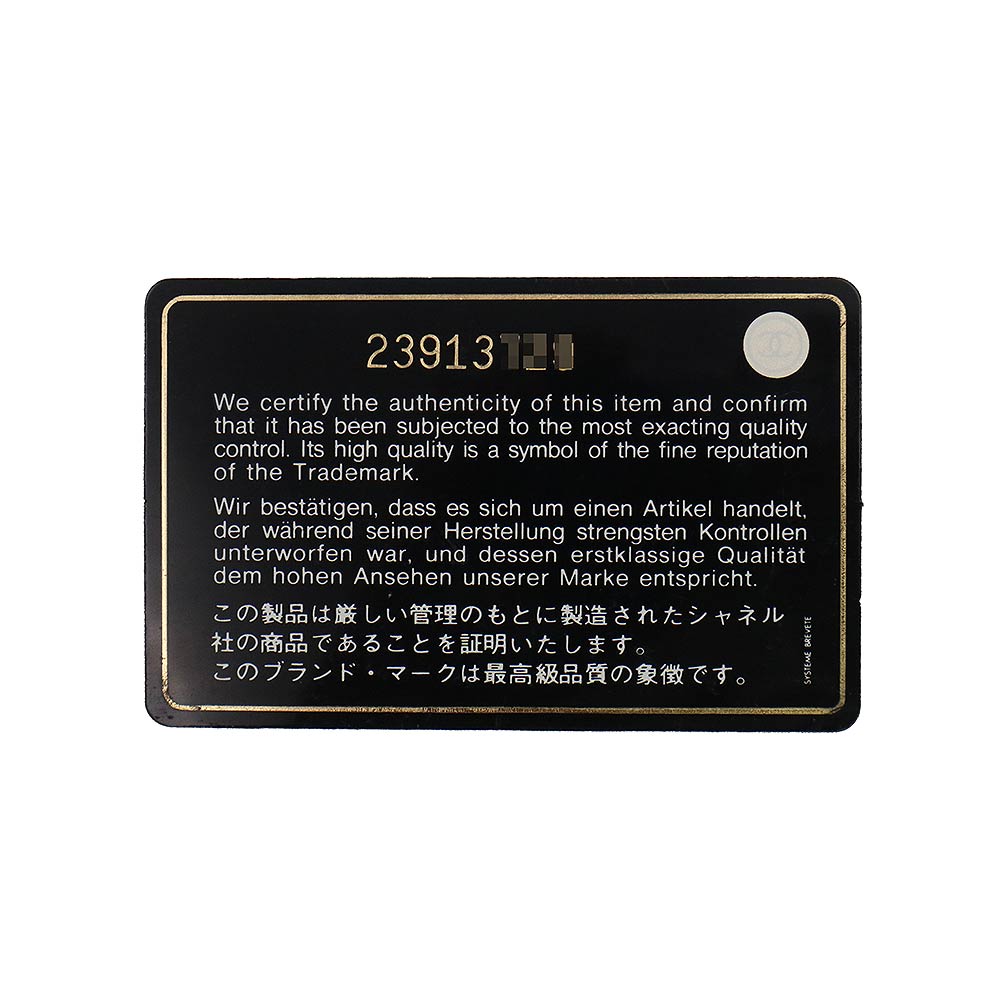 23913
We certify the authenticity of this item and confirm
that it has been subjected to the most exacting quality
control. Its high quality is a symbol of the fine reputation
of the Trademark.
Wir bestätigen, dass es sich um einen Artikel handelt,
der während seiner Herstellung strengsten Kontrollen
unterworfen war, und dessen erstklassige Qualität
dem hohen Ansehen unserer Marke entspricht.
この製品は厳しい管理のもとに製造されたシャネル
社の商品であることを証明いたします。
このブランド・マークは最高級品質の象徴です。
SYSTEME BREVETE